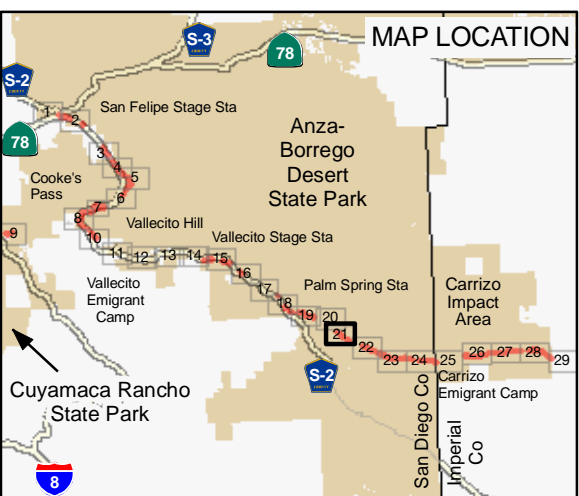 MAP LOCATION
S-3
COUNTY
78
S-2
COUNTY
78
1
2
San Felipe Stage Sta
3
4
5
6
Anza-
Borrego
Desert
State Park
Cooke's
Pass
7
8
9
10
Vallecito Hill
11
12
13
14
15
Vallecito Stage Sta
16
17
18
19
20
21
Palm Spring Sta
Vallecito
Emigrant
Camp
Carrizo
Impact
Area
22
23
24
25
26
27
28
29
Carrizo
Emigrant Camp
S-2
COUNTY
Cuyamaca Rancho
State Park
San Diego Co
Imperial
Co
8